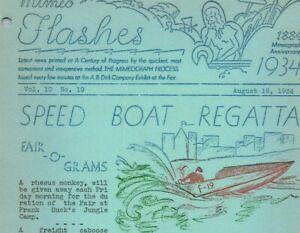 Mimeo
Flashes
1884
Mimeograph
Anniversary
1934
Latest news printed at A Century of Progress by the quickest, most
convenient and inexpensive method. THE MIMEOGRAPH PROCESS
found every few minutes at the A.B. Dick Company Exhibit at the Fair.
Vol. 10 No. 19
August 19, 1934
SPEED BOAT REGATTA
FAIR
-O-
GRAMS
A rhesus monkey, will
be given away each Fri
day morning for the du
ration of the Fair at
Frank Buck's Jungle
Camp.
F-19
A freight caboose